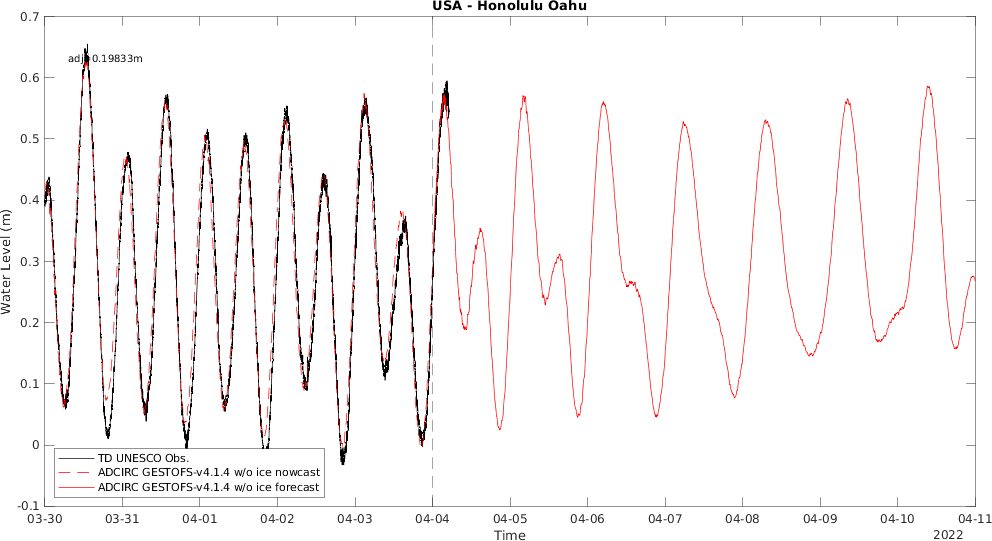 USA - Honolulu Oahu
adj=0.19833m
0.7
0.6
0.5
0.4
0.3
0.2
0.1
0
-0.1
Water Level (m)
TD UNESCO Obs.
ADCIRC GESTOFS-v4.1.4 w/o ice nowcast
ADCIRC GESTOFS-v4.1.4 w/o ice forecast
03-30 03-31 04-01 04-02 04-03 04-04 04-05 04-06 04-07 04-08 04-09 04-10 04-11
Time
2022